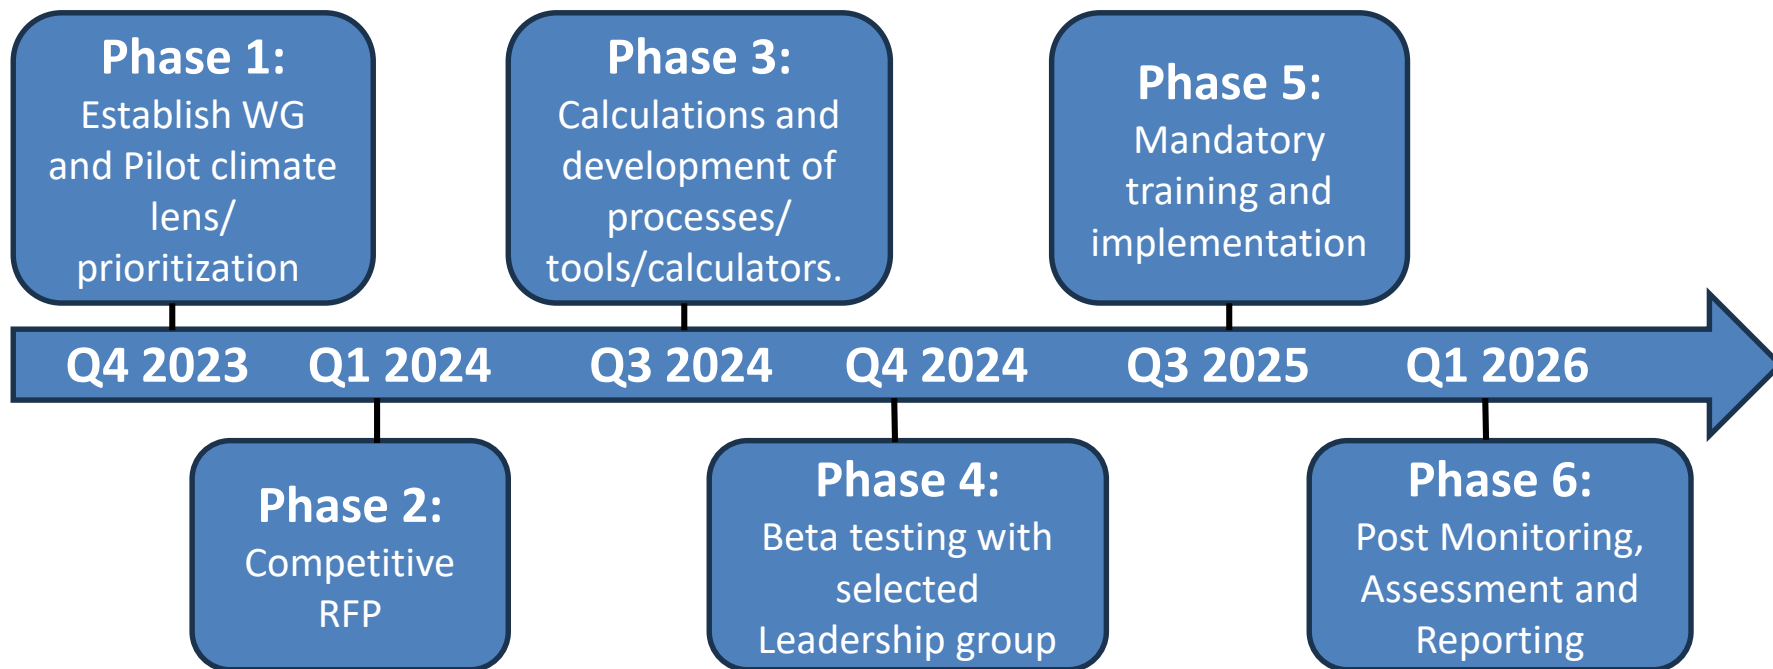 Phase 1:
Establish WG
and Pilot climate
lens/
prioritization
Phase 3:
Calculations and
development of
processes/
tools/calculators.
Phase 5:
Mandatory
training and
implementation
Q4 2023
Q1 2024
Q3 2024
Q4 2024
Q3 2025
Q1 2026
Phase 2:
Competitive
RFP
Phase 4:
Beta testing with
selected
Leadership group
Phase 6:
Post Monitoring,
Assessment and
Reporting